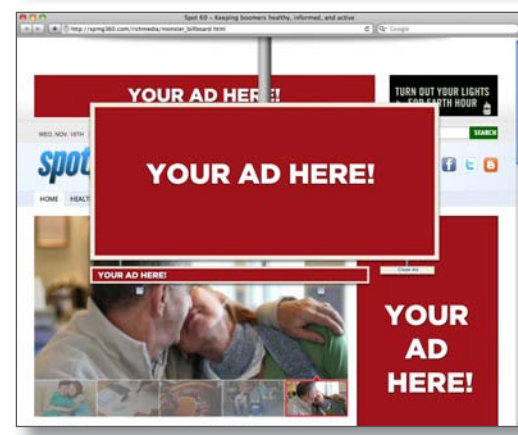 Spot 60 – Keeping boomers healthy, informed, and active
http://spring360.com/richmedia/monster_billboard.html
Google
YOUR AD HERE!
TURN OUT YOUR LIGHTS
FOR EARTH HOUR
WED, NOV. 18TH
SEARCH
spot
YOUR AD HERE!
HOME
HEALT
YOUR AD HERE!
Close Ad
YOUR
AD
HERE!